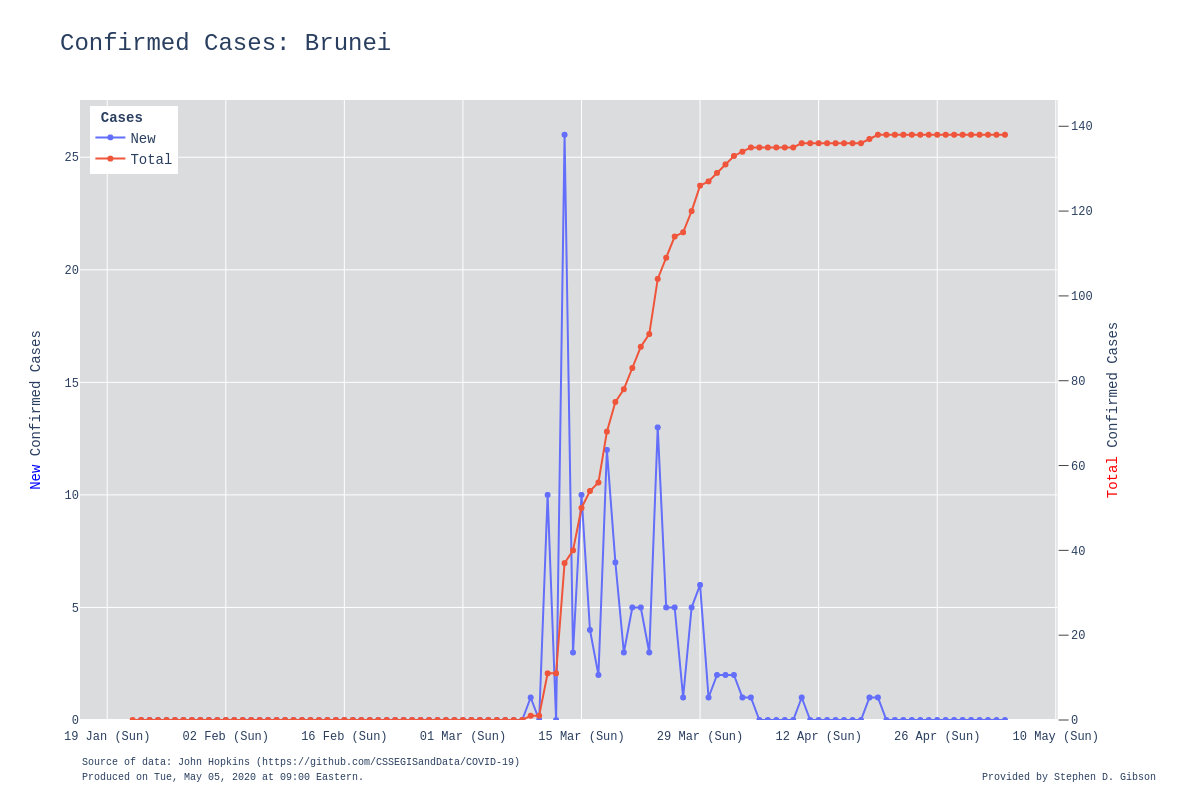 Confirmed Cases: Brunei
Cases
New
Total
25
20
15
10
5
0
New Confirmed Cases
140
120
100
80
60
40
20
0
Total Confirmed Cases
19 Jan (Sun)
02 Feb (Sun)
16 Feb (Sun)
01 Mar (Sun)
15 Mar (Sun)
29 Mar (Sun)
12 Apr (Sun)
26 Apr (Sun)
10 May (Sun)
Source of data: John Hopkins (https://github.com/CSSEGISandData/COVID-19)
Produced on Tue, May 05, 2020 at 09:00 Eastern.
Provided by Stephen D. Gibson